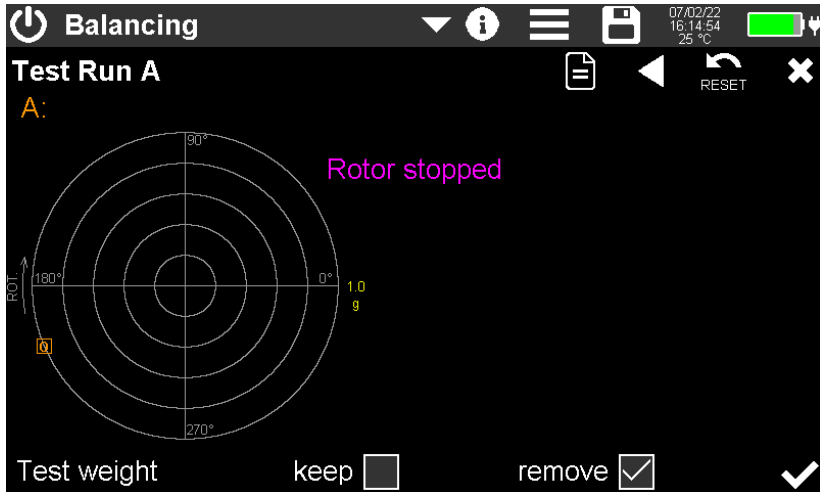 Balancing
i
07/02/22
16:14:54
25 °C
Test Run A
RESET
A:
90°
Rotor stopped
ROT.
180°
0°
1.0
g
270°
Test weight
keep
remove